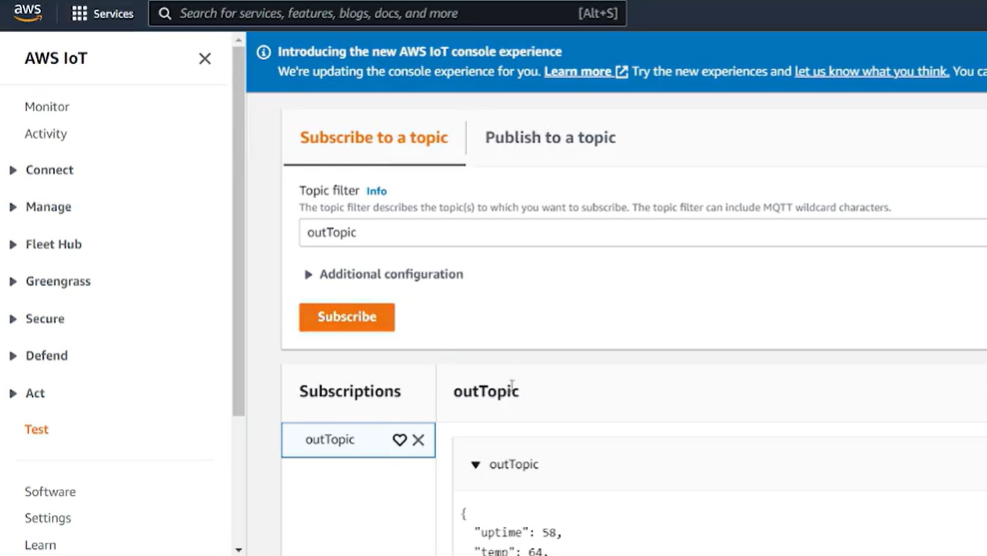 aws
Services
Search for services, features, blogs, docs, and more
[Alt+S]
AWS IoT
Monitor
Activity
Connect
Manage
Fleet Hub
Greengrass
Secure
Defend
Act
Test
Software
Settings
Learn
Introducing the new AWS IoT console experience
We're updating the console experience for you. Learn more Try the new experiences and let us know what you think. You ca
Subscribe to a topic
Publish to a topic
Topic filter Info
The topic filter describes the topic(s) to which you want to subscribe. The topic filter can include MQTT wildcard characters.
outTopic
Additional configuration
Subscribe
Subscriptions
outTopic
outTopic
outTopic
{
"uptime": 58,
"temp": 64,